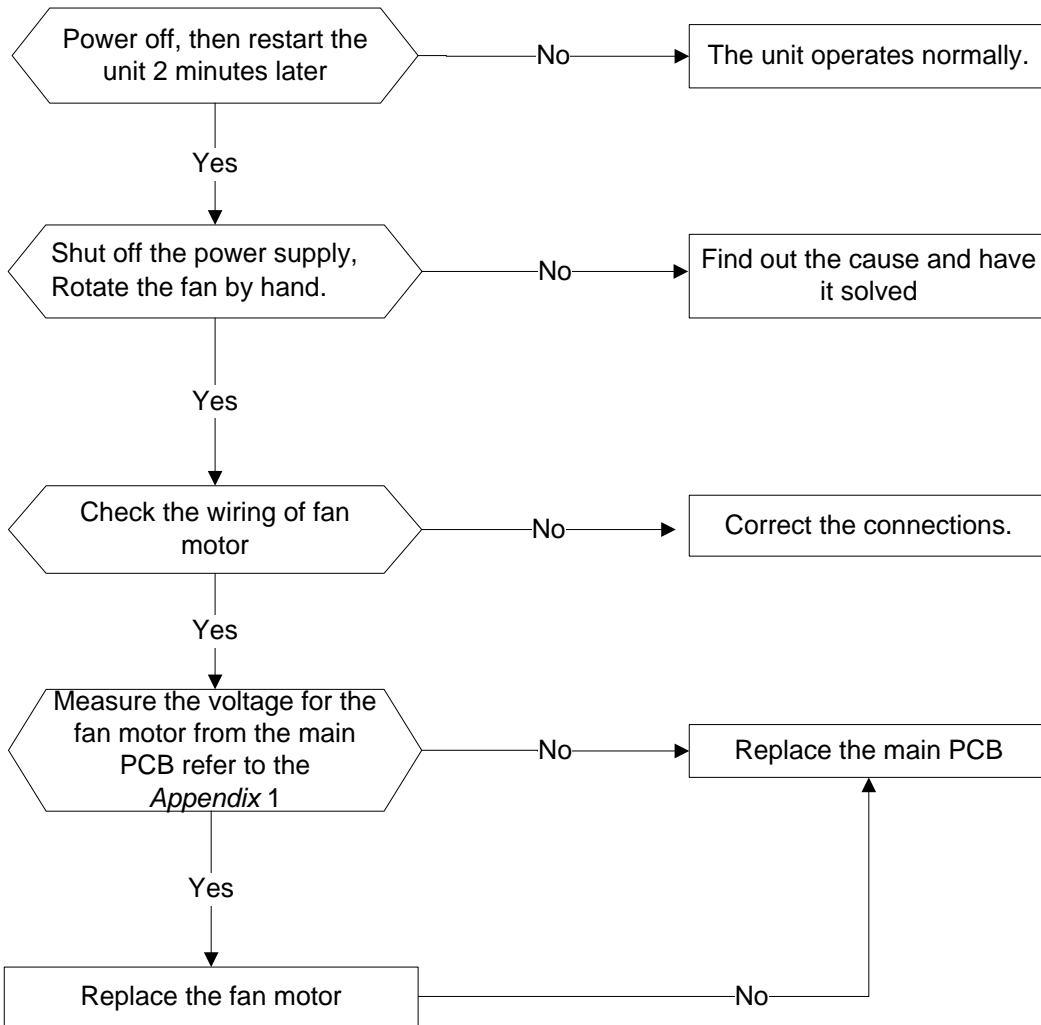 Power off, then restart the
unit 2 minutes later
No
The unit operates normally.
Yes
Shut off the power supply,
Rotate the fan by hand.
No
Find out the cause and have
it solved
Yes
Check the wiring of fan
motor
No
Correct the connections.
Yes
Measure the voltage for the
fan motor from the main
PCB refer to the
Appendix 1
No
Replace the main PCB
Yes
Replace the fan motor
No